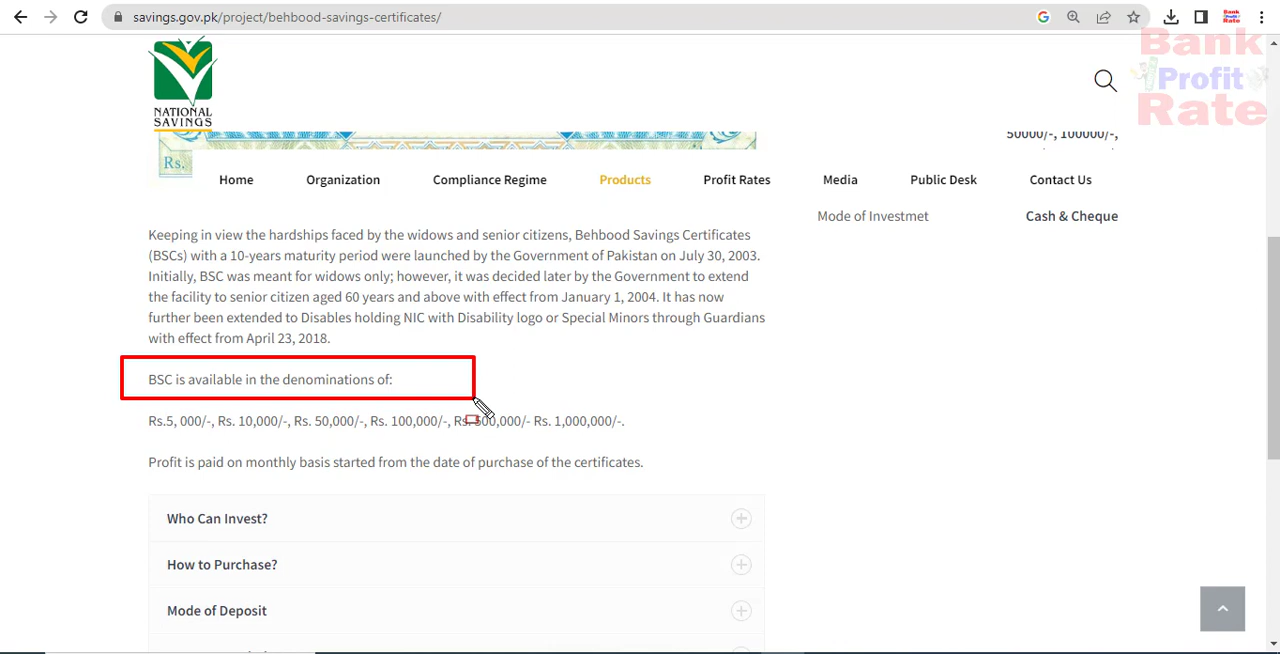 savings.gov.pk/project/behbood-savings-certificates/
Bank
Profit
Rate
NATIONAL
SAVINGS
50000/-, 100000/-,
Rs.
Home Organization Compliance Regime Products Profit Rates Media Public Desk Contact Us
Mode of Investmet Cash & Cheque
Keeping in view the hardships faced by the widows and senior citizens, Behbood Savings Certificates
(BSCs) with a 10-years maturity period were launched by the Government of Pakistan on July 30, 2003.
Initially, BSC was meant for widows only; however, it was decided later by the Government to extend
the facility to senior citizen aged 60 years and above with effect from January 1, 2004. It has now
further been extended to Disables holding NIC with Disability logo or Special Minors through Guardians
with effect from April 23, 2018.
BSC is available in the denominations of:
Rs.5, 000/-, Rs. 10,000/-, Rs. 50,000/-, Rs. 100,000/-, Rs. 500,000/- Rs. 1,000,000/-.
Profit is paid on monthly basis started from the date of purchase of the certificates.
Who Can Invest?
How to Purchase?
Mode of Deposit